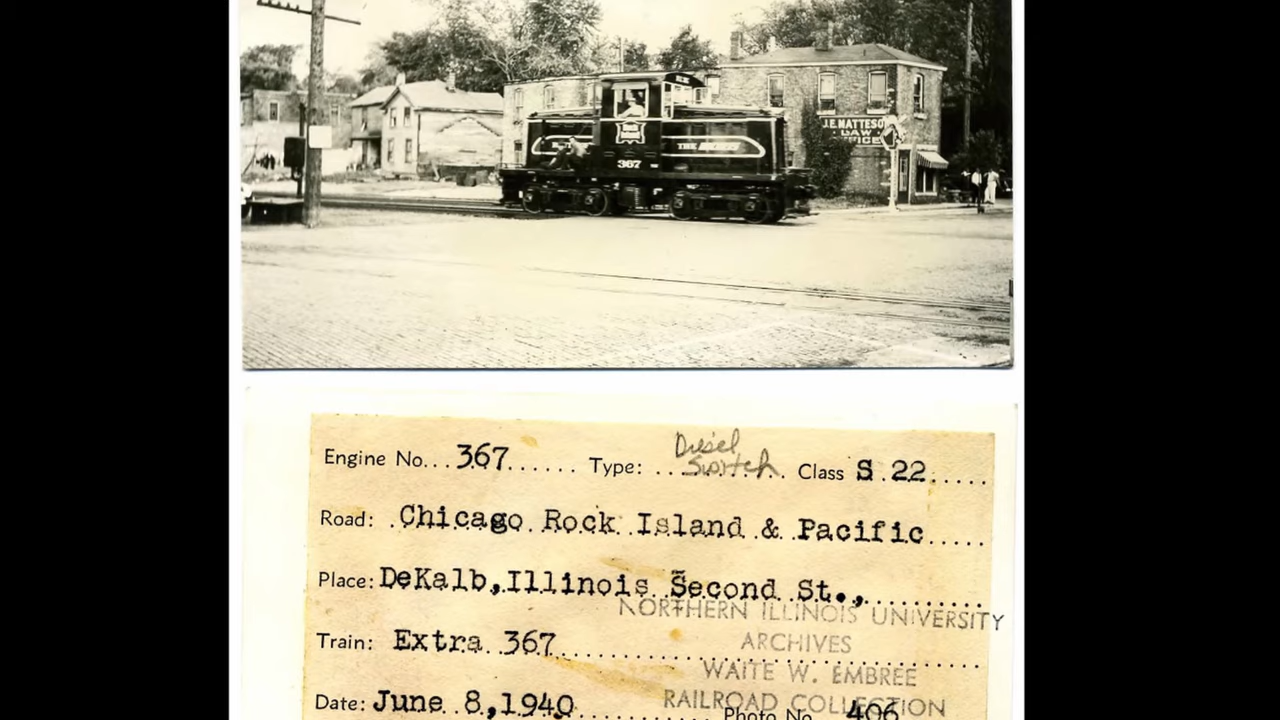 J.E. MATTESO
LAW
OFFICE
THE
367
Engine No... 367...... Type: ...Diesel Switch. Class S 22.....
Road: .Chicago Rock Island & Pacific.....
Place: DeKalb, Illinois Second St.,..........
NORTHERN ILLINOIS UNIVERSITY
Train: Extra 367
ARCHIVES
WAITE W. EMBREE
Date: June 8, 1940
RAILROAD COLLECTION
Photo No. 406